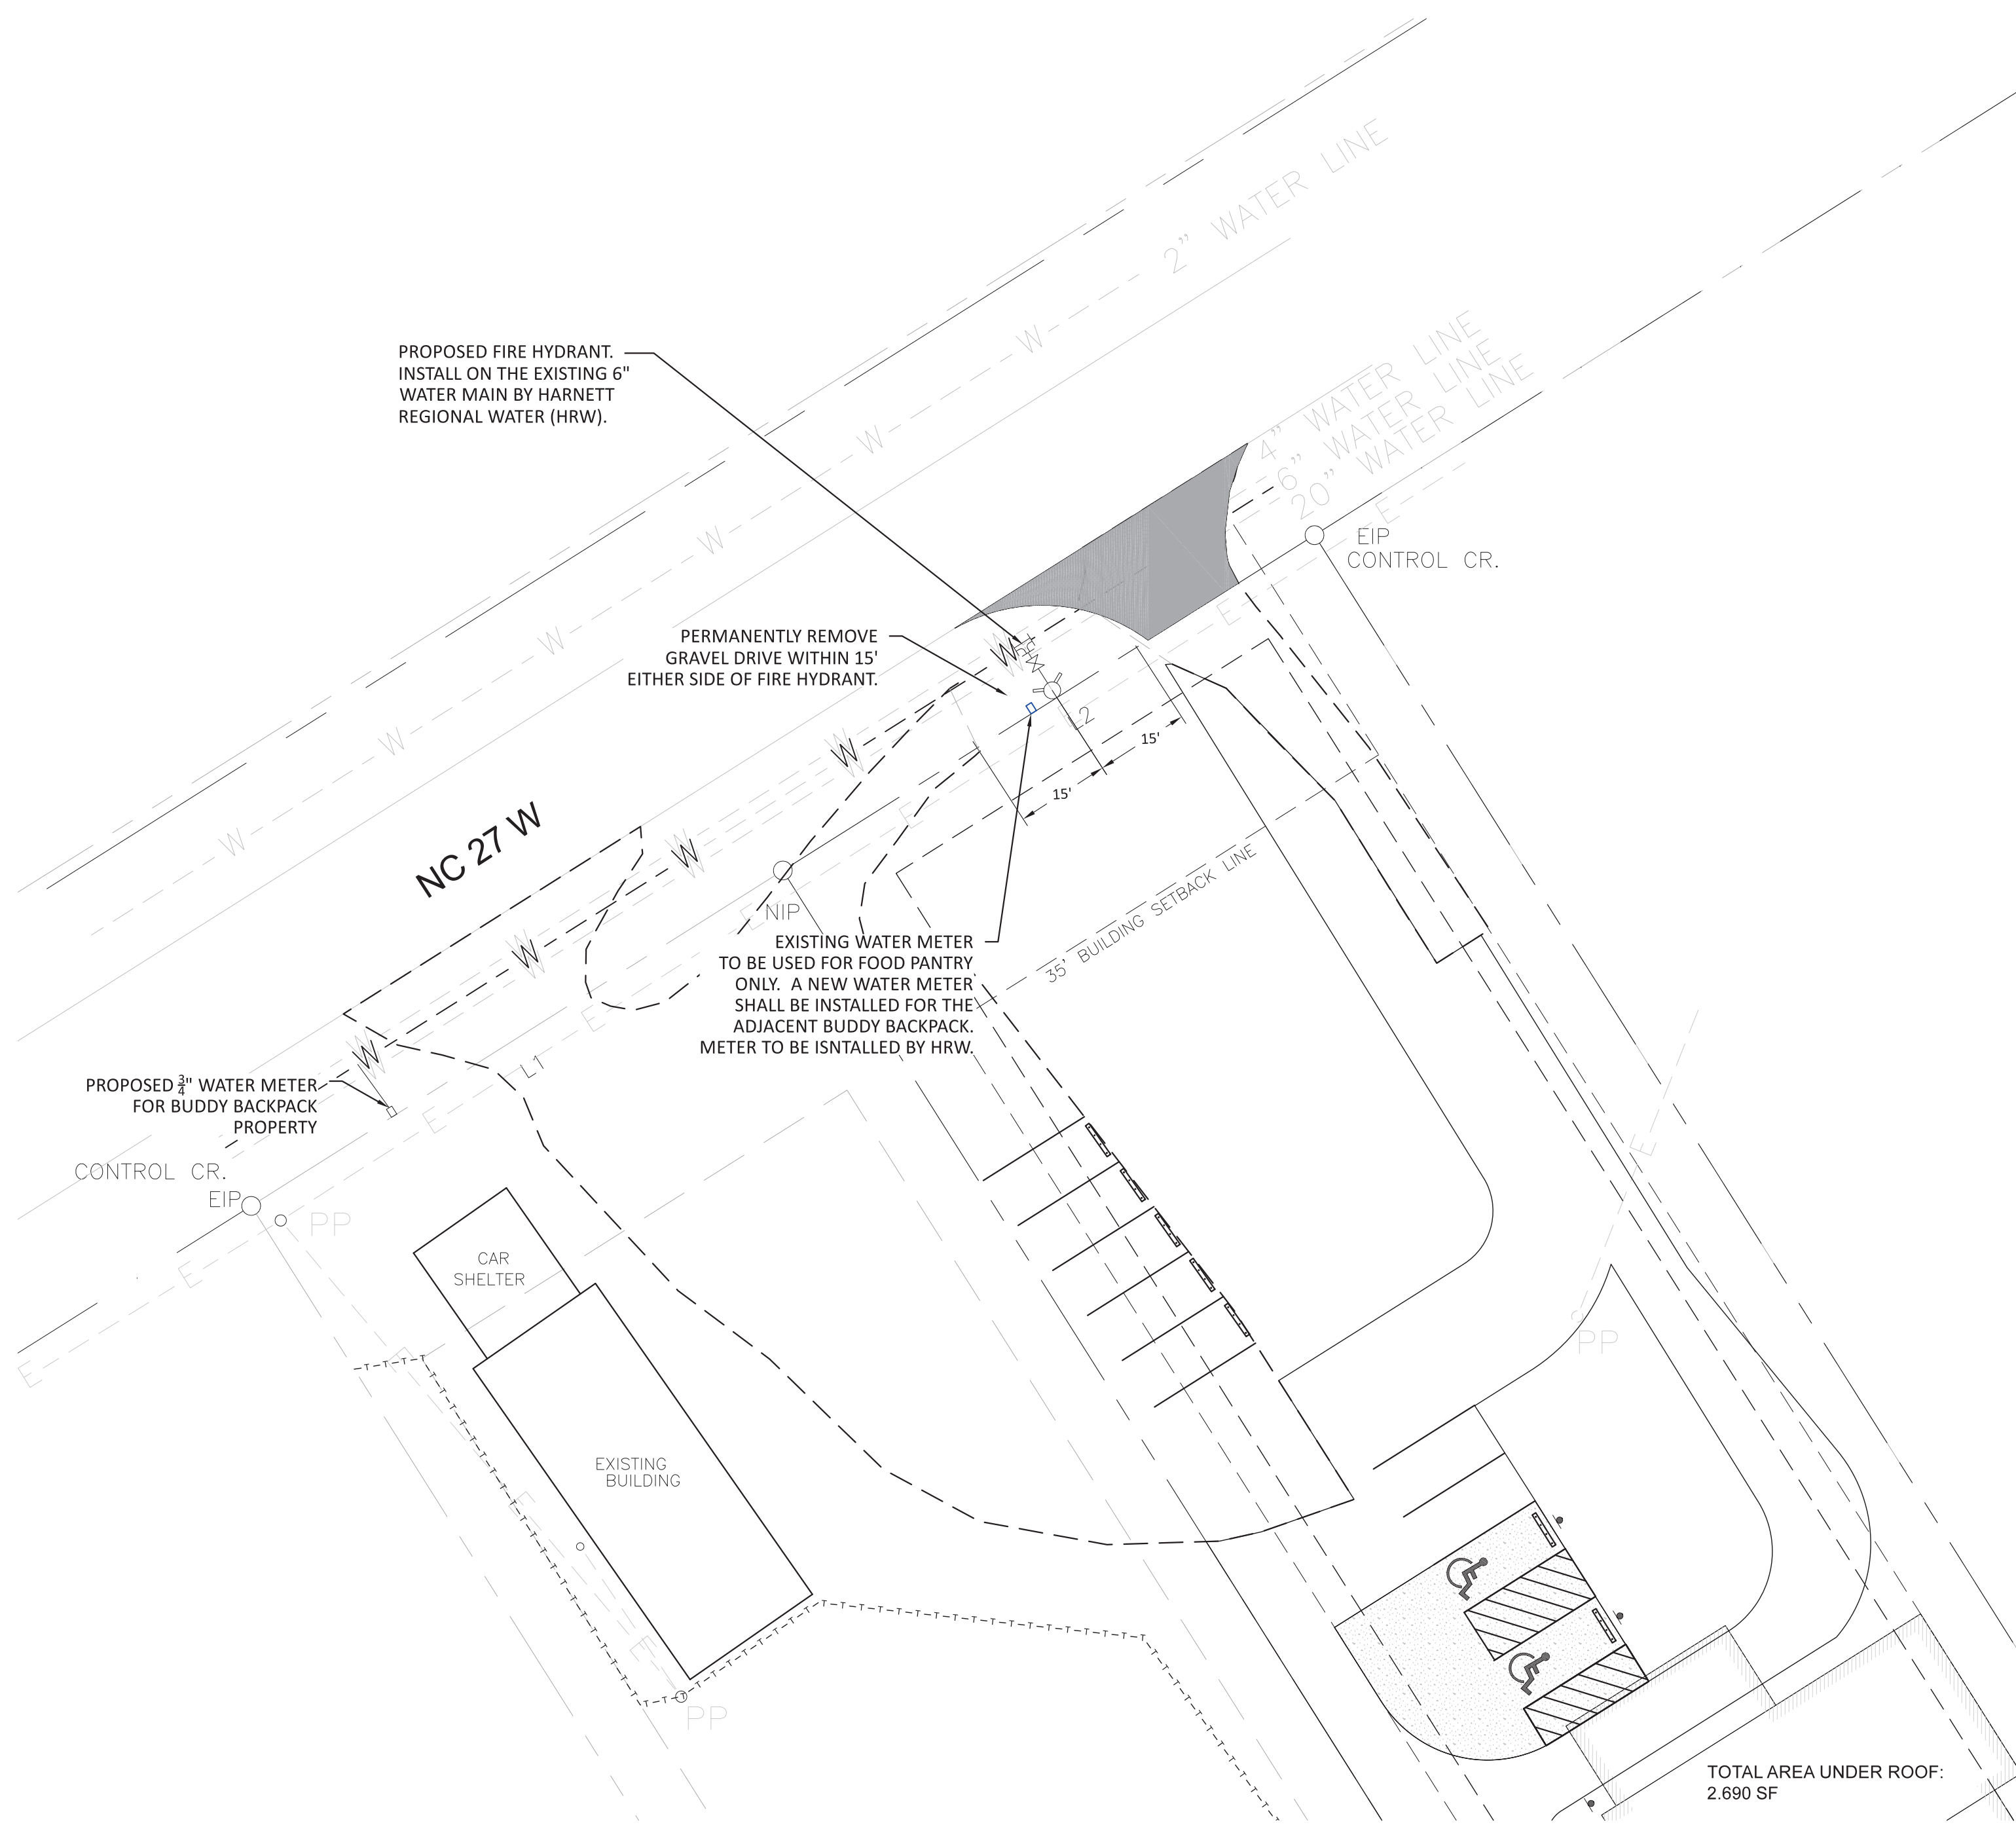 2" WATER LINE
PROPOSED FIRE HYDRANT.
INSTALL ON THE EXISTING 6"
WATER MAIN BY HARNETT
REGIONAL WATER (HRW).
4" WATER LINE
6" WATER LINE
20" WATER LINE
EIP
CONTROL CR.
PERMANENTLY REMOVE
GRAVEL DRIVE WITHIN 15'
EITHER SIDE OF FIRE HYDRANT.
W
W
W
W
W
W
W
W
W
W
W
W
L2
15'
15'
NC 27 W
NIP
35' BUILDING SETBACK LINE
EXISTING WATER METER
TO BE USED FOR FOOD PANTRY
ONLY. A NEW WATER METER
SHALL BE INSTALLED FOR THE
ADJACENT BUDDY BACKPACK.
METER TO BE ISNTALLED BY HRW.
L1
PROPOSED 3/4" WATER METER
FOR BUDDY BACKPACK
PROPERTY
CONTROL CR.
EIP
PP
E
E
E
E
E
E
E
E
E
CAR
SHELTER
EXISTING
BUILDING
E
PP
PP
TOTAL AREA UNDER ROOF:
2.690 SF